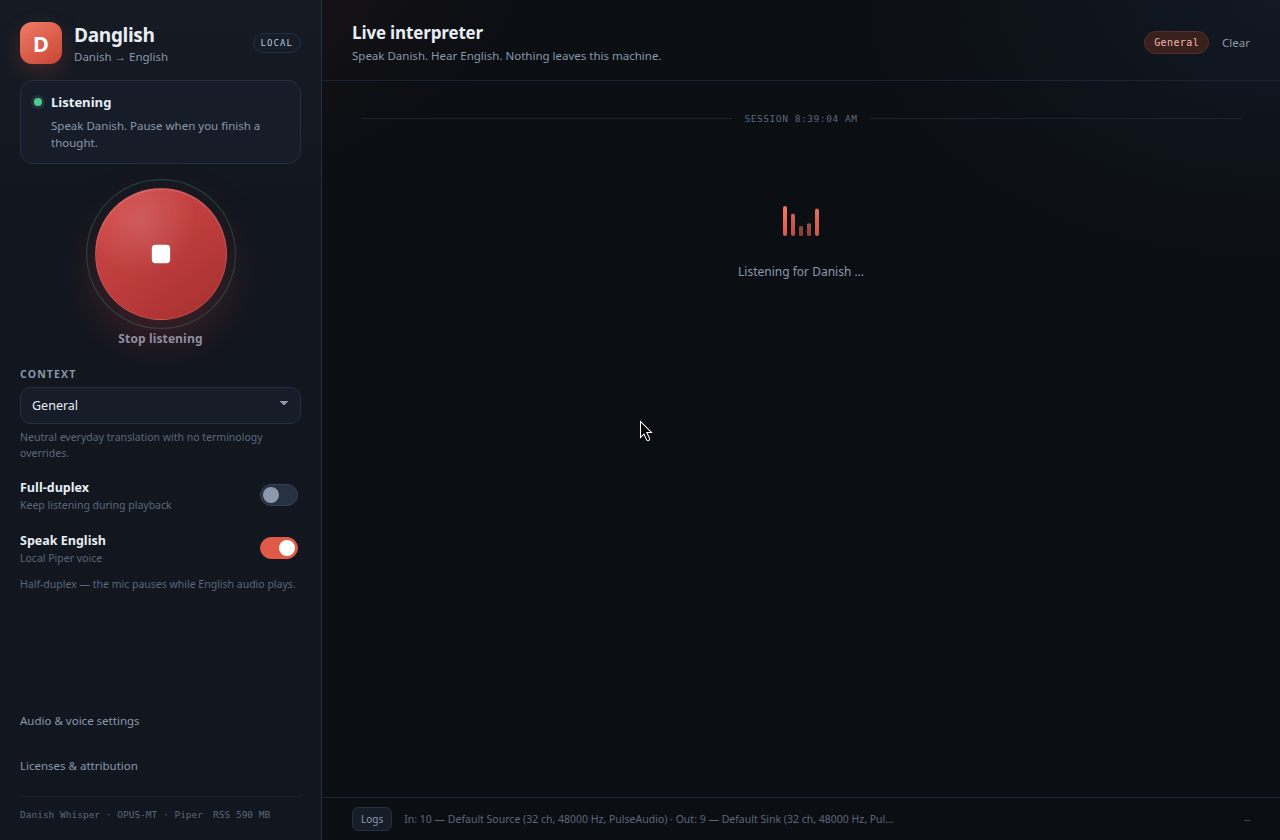 D
Danglish
Danish → English
LOCAL
Listening
Speak Danish. Pause when you finish a
thought.
Stop listening
CONTEXT
General
Neutral everyday translation with no terminology
overrides.
Full-duplex
Keep listening during playback
Speak English
Local Piper voice
Half-duplex — the mic pauses while English audio plays.
Audio & voice settings
Licenses & attribution
Danish Whisper · OPUS-MT · Piper RSS 590 MB
Live interpreter
Speak Danish. Hear English. Nothing leaves this machine.
General
Clear
SESSION 8:39:04 AM
Listening for Danish ...
Logs
In: 10 — Default Source (32 ch, 48000 Hz, PulseAudio) · Out: 9 — Default Sink (32 ch, 48000 Hz, Pul...
—